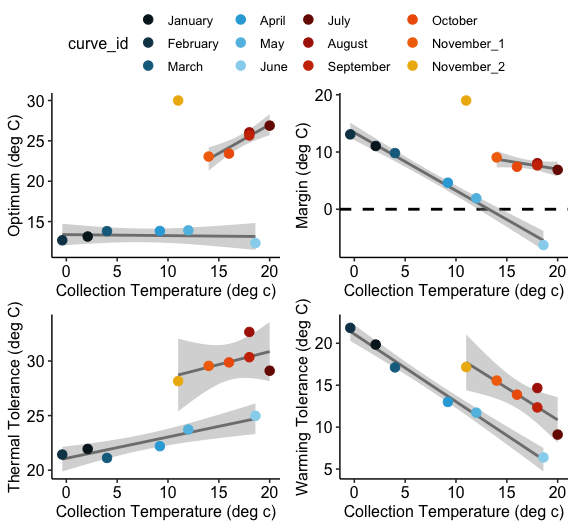 curve_id
January April July October
February May August November_1
March June September November_2
30
25
20
15
Optimum (deg C)
0 5 10 15 20
Collection Temperature (deg c)
20
10
0
Margin (deg C)
0 5 10 15 20
Collection Temperature (deg c)
30
25
20
Thermal Tolerance (deg C)
0 5 10 15 20
Collection Temperature (deg c)
20
15
10
5
Warming Tolerance (deg C)
0 5 10 15 20
Collection Temperature (deg c)